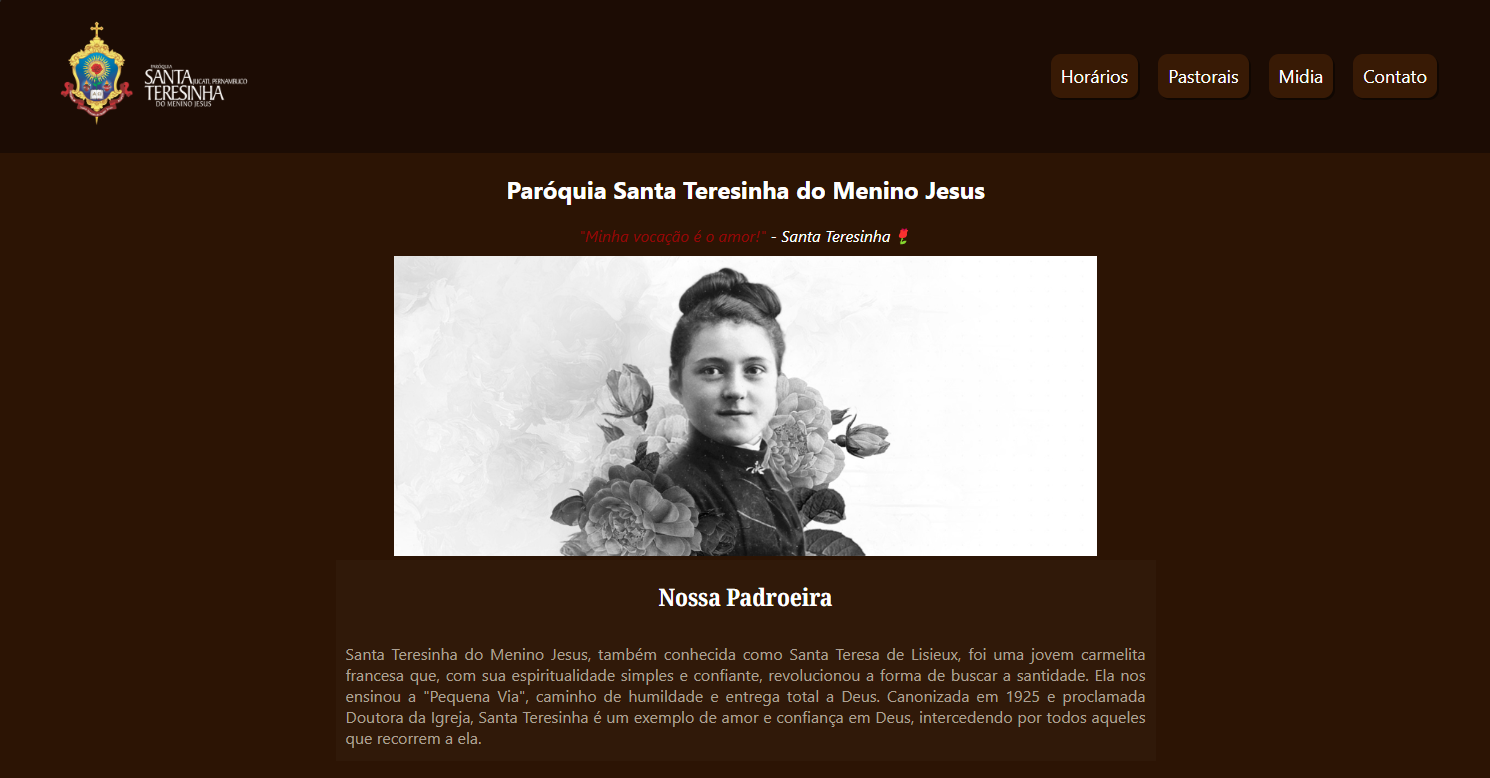 PARÓQUIA
SANTA
TERESINHA
DO MENINO JESUS
IUCATI, PERNAMBUCO
Horários
Pastorais
Midia
Contato
Paróquia Santa Teresinha do Menino Jesus
"Minha vocação é o amor!" - Santa Teresinha 🌷
Nossa Padroeira
Santa Teresinha do Menino Jesus, também conhecida como Santa Teresa de Lisieux, foi uma jovem carmelita
francesa que, com sua espiritualidade simples e confiante, revolucionou a forma de buscar a santidade. Ela nos
ensinou a "Pequena Via", caminho de humildade e entrega total a Deus. Canonizada em 1925 e proclamada
Doutora da Igreja, Santa Teresinha é um exemplo de amor e confiança em Deus, intercedendo por todos aqueles
que recorrem a ela.